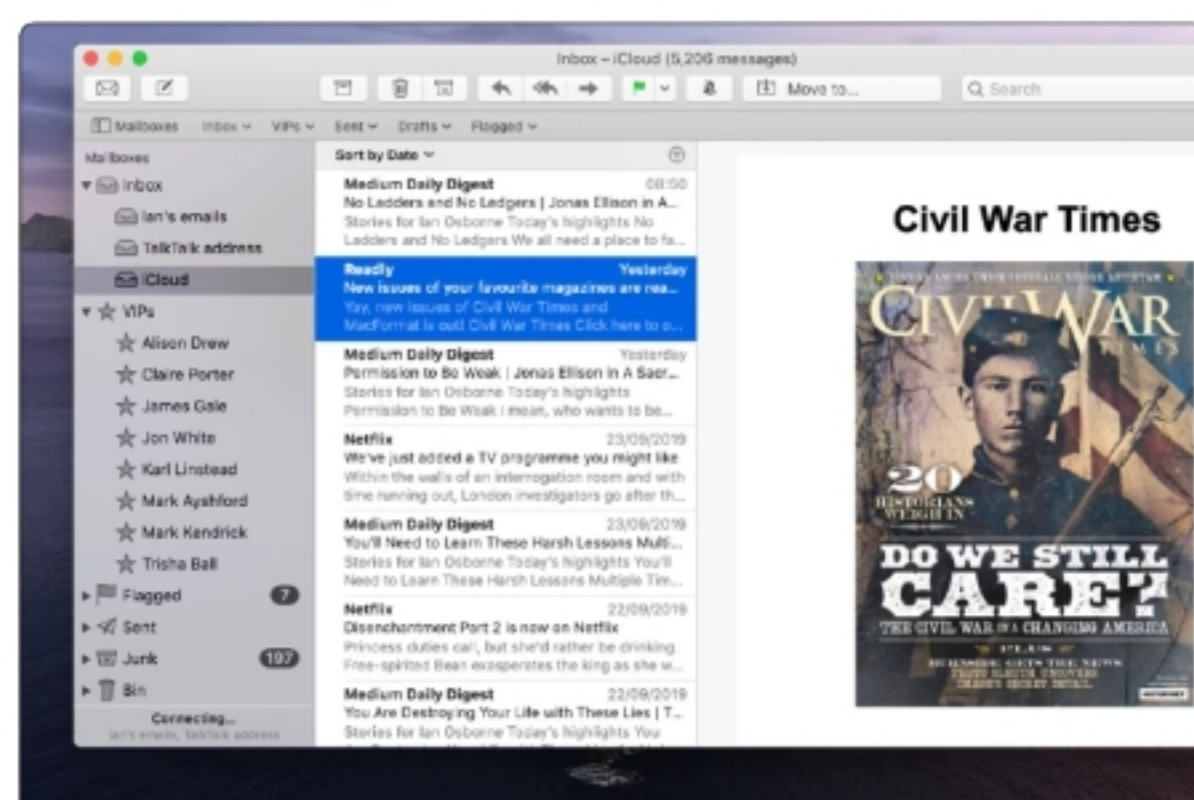 Inbox – iCloud (5,206 messages)
Move to...
Search
Mailboxes
Inbox
VIPs
Sent
Drafts
Flagged
Mailboxes
Inbox
Ian's emails
TalkTalk address
iCloud
VIPs
Alison Drew
Claire Porter
James Gale
Jon White
Karl Linstead
Mark Ayshford
Mark Kendrick
Trisha Ball
Flagged 7
Sent
Junk 197
Bin
Connecting...
Ian's emails, TalkTalk address
Sort by Date
Medium Daily Digest 08:50
No Ladders and No Ledgers | Jonas Ellison in A...
Stories for Ian Osborne Today's highlights No
Ladders and No Ledgers We all need a place to fa...
Readly Yesterday
New issues of your favourite magazines are rea...
Yay, new issues of Civil War Times and
MacFormat is out! Civil War Times Click here to o...
Medium Daily Digest Yesterday
Permission to Be Weak | Jonas Ellison in A Sacr...
Stories for Ian Osborne Today's highlights
Permission to Be Weak I mean, who wants to be...
Netflix 23/09/2019
We've just added a TV programme you might like
Within the walls of an interrogation room and with
time running out, London investigators go after th...
Medium Daily Digest 23/09/2019
You'll Need to Learn These Harsh Lessons Multi...
Stories for Ian Osborne Today's highlights You'll
Need to Learn These Harsh Lessons Multiple Tim...
Netflix 22/09/2019
Disenchantment Part 2 is now on Netflix
Princess duties call, but she'd rather be drinking.
Free-spirited Bean exasperates the king as she w...
Medium Daily Digest 22/09/2019
You Are Destroying Your Life with These Lies | T...
Stories for Ian Osborne Today's highlights You
Civil War Times
CIVIL WAR
TIMES
20
HISTORIANS
WEIGH IN
DO WE STILL
CARE?
THE CIVIL WAR IN A CHANGING AMERICA
PLUS
BURNSIDE GETS THE NEWS